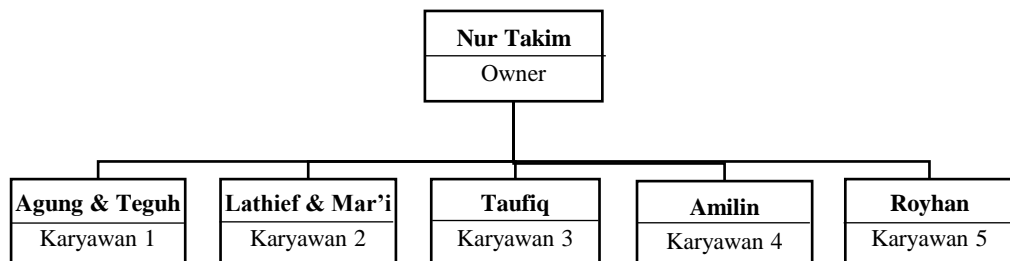 Nur Takim
Owner
Agung & Teguh
Karyawan 1
Lathief & Mar’i
Karyawan 2
Taufiq
Karyawan 3
Amilin
Karyawan 4
Royhan
Karyawan 5